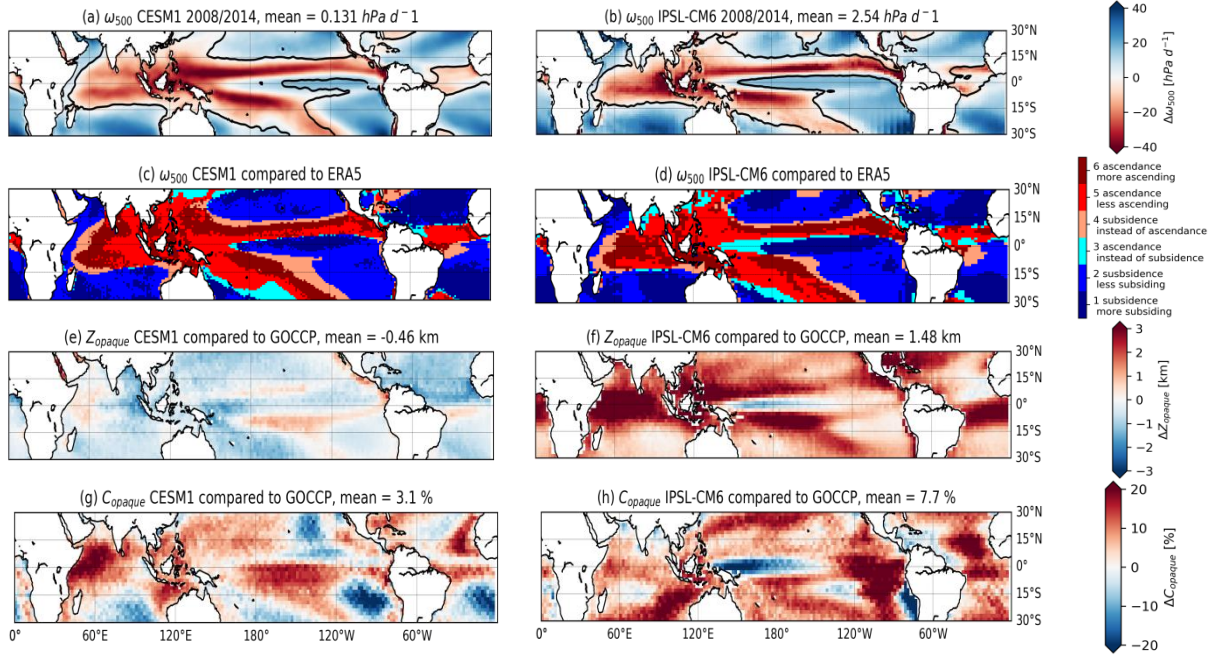 (a) ω500 CESM1 2008/2014, mean = 0.131 hPa d−1
(b) ω500 IPSL-CM6 2008/2014, mean = 2.54 hPa d−1
30°N
15°N
0°
15°S
30°S
40
20
0
−20
−40
Δω500 [hPa d−1]
(c) ω500 CESM1 compared to ERA5
(d) ω500 IPSL-CM6 compared to ERA5
30°N
15°N
0°
15°S
30°S
6 ascendance
more ascending
5 ascendance
less ascending
4 subsidence
instead of ascendance
3 ascendance
instead of subsidence
2 susbsidence
less subsiding
1 subsidence
more subsiding
(e) Zopaque CESM1 compared to GOCCP, mean = -0.46 km
(f) Zopaque IPSL-CM6 compared to GOCCP, mean = 1.48 km
30°N
15°N
0°
15°S
30°S
3
2
1
0
−1
−2
−3
ΔZopaque [km]
(g) Copaque CESM1 compared to GOCCP, mean = 3.1 %
(h) Copaque IPSL-CM6 compared to GOCCP, mean = 7.7 %
30°N
15°N
0°
15°S
30°S
20
10
0
−10
−20
ΔCopaque [%]
0° 60°E 120°E 180° 120°W 60°W
0° 60°E 120°E 180° 120°W 60°W